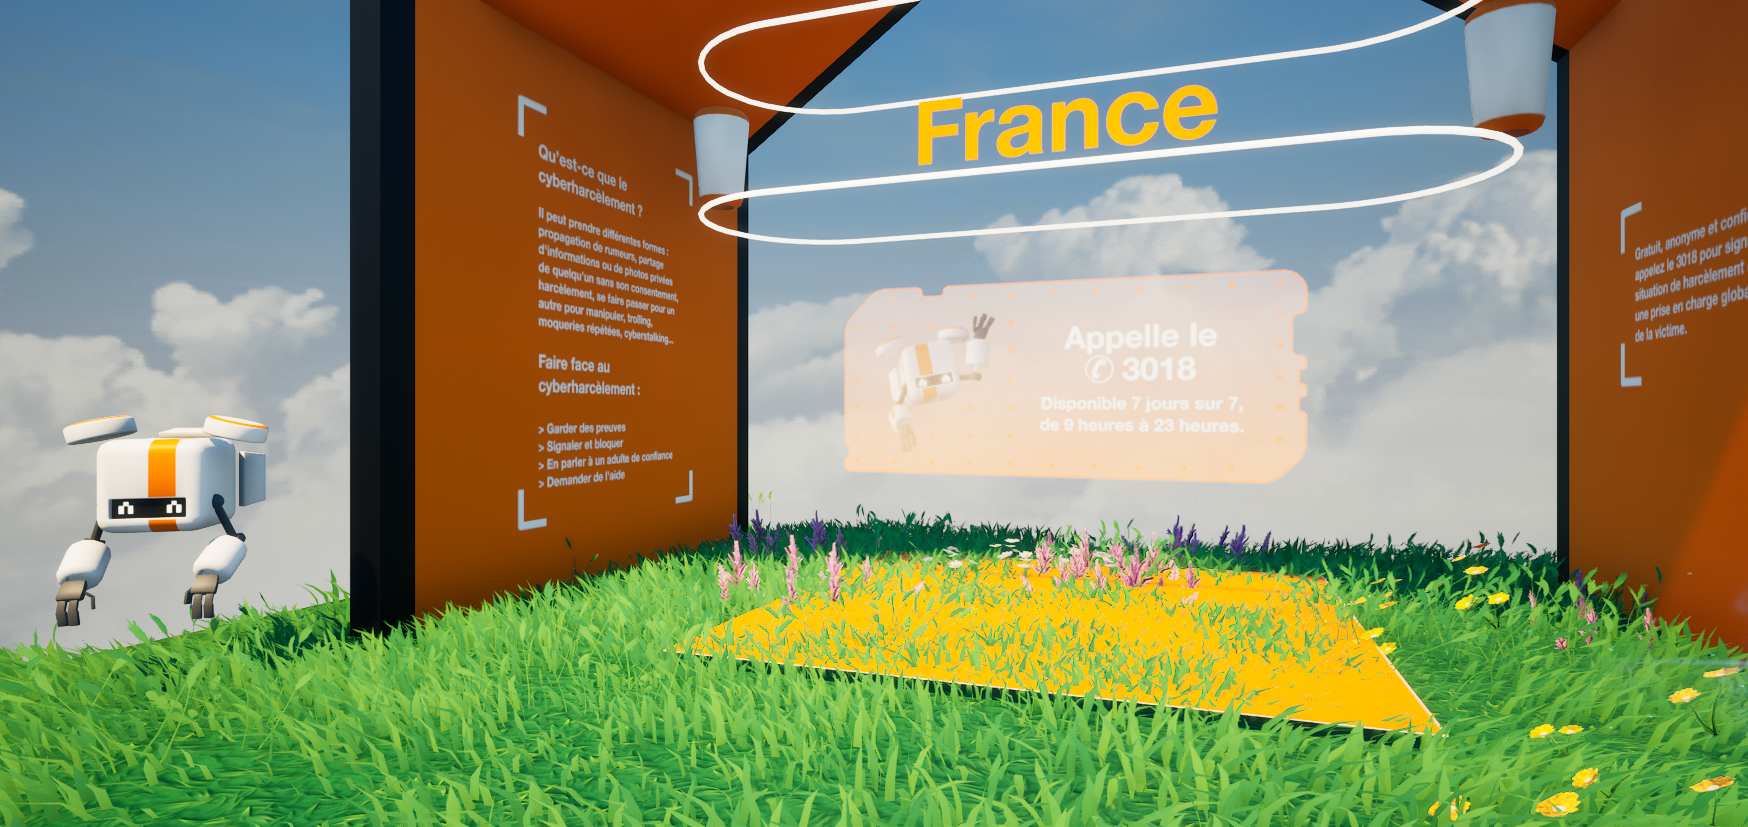 Qu'est-ce que le
cyberharcèlement ?
Il peut prendre différentes formes :
propagation de rumeurs, partage
d'informations ou de photos privées
de quelqu'un sans son consentement,
harcèlement, se faire passer pour un
autre pour manipuler, trolling,
moqueries répétées, cyberstalking...
Faire face au
cyberharcèlement :
> Garder des preuves
> Signaler et bloquer
> En parler à un adulte de confiance
> Demander de l'aide
France
Appelle le
✆ 3018
Disponible 7 jours sur 7,
de 9 heures à 23 heures.
Gratuit, anonyme et confi
appelez le 3018 pour sign
situation de harcèlement
une prise en charge globa
de la victime.